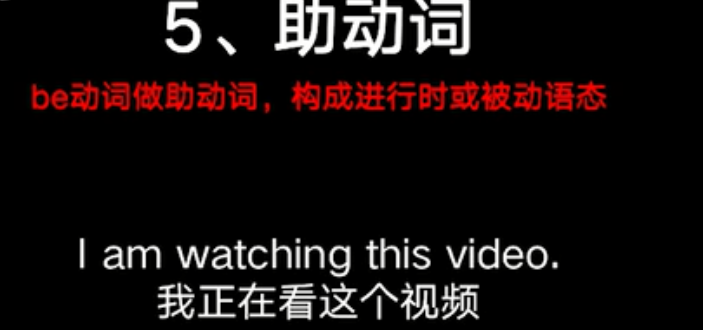 5、助动词
be动词做助动词，构成进行时或被动语态
I am watching this video.
我正在看这个视频